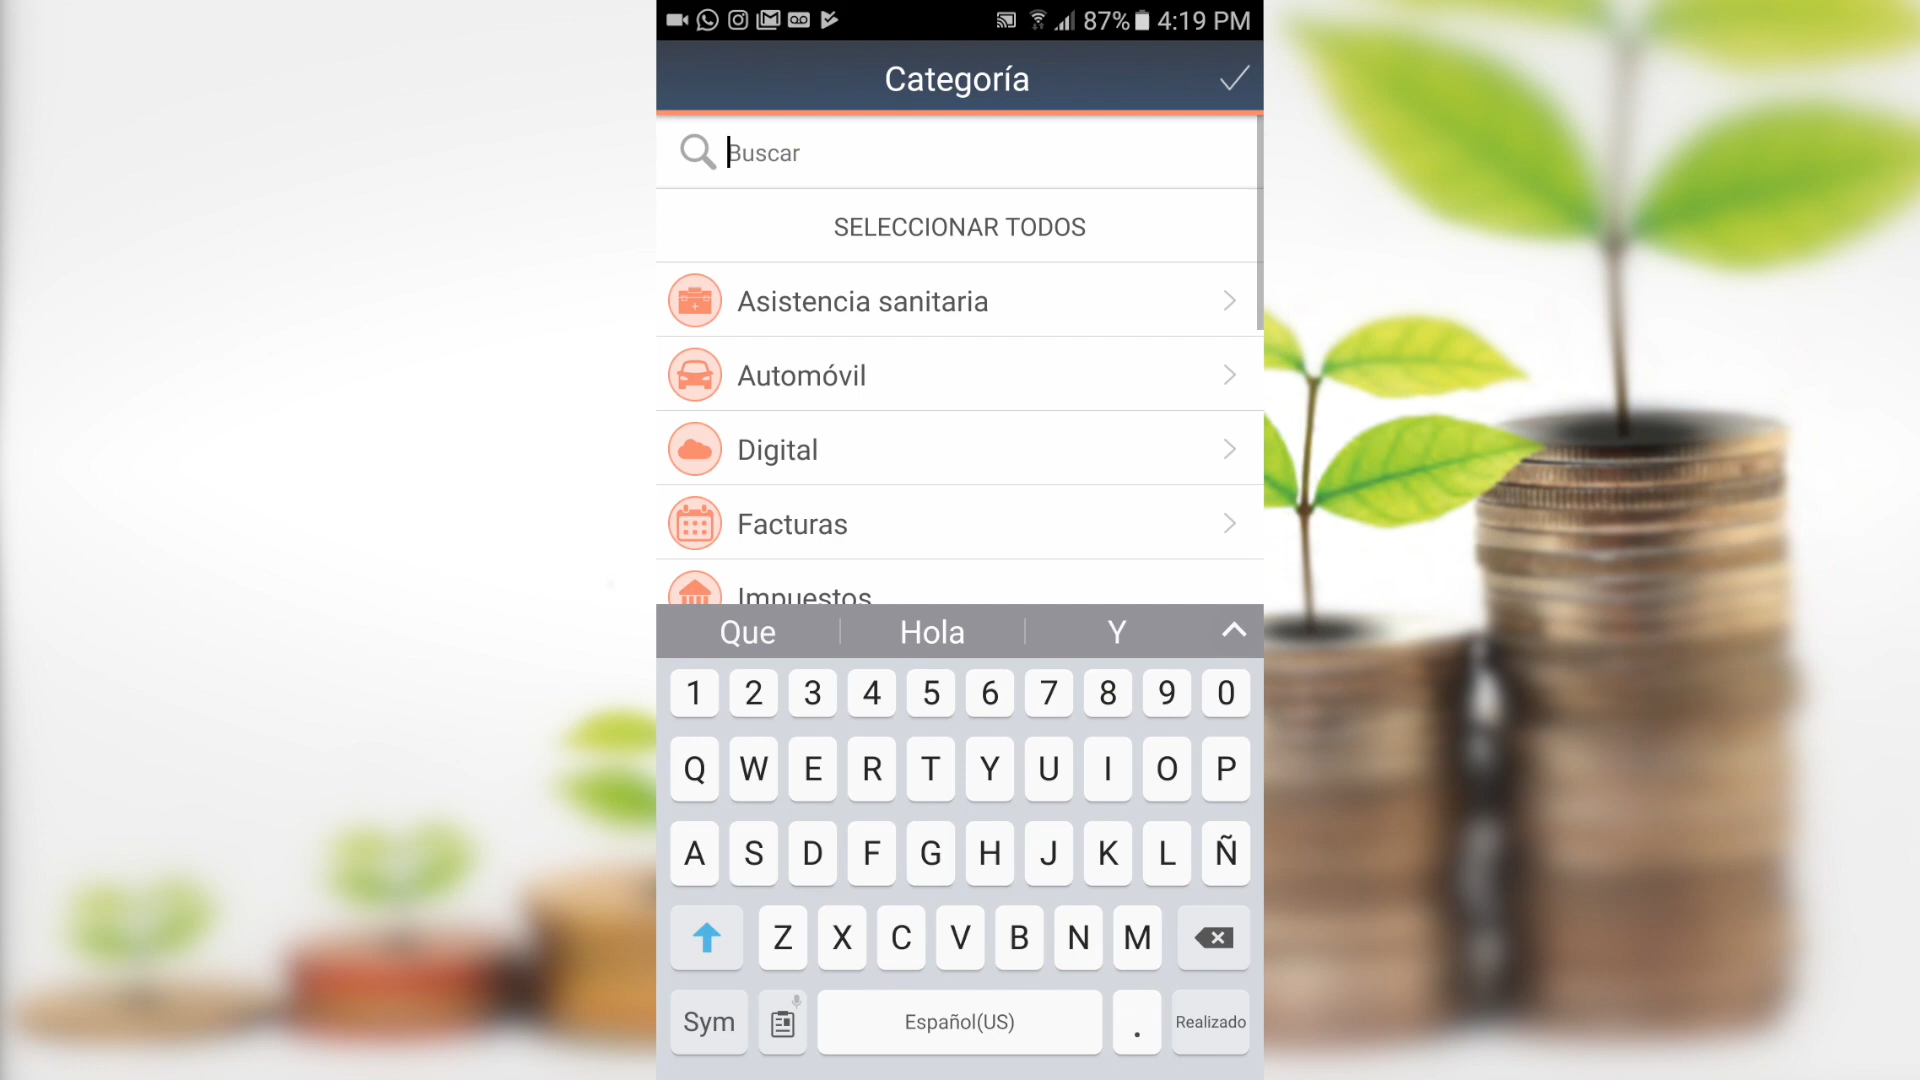 87% 4:19 PM
Categoría
Buscar
SELECCIONAR TODOS
Asistencia sanitaria
Automóvil
Digital
Facturas
Impuestos
Que Hola Y
1 2 3 4 5 6 7 8 9 0
Q W E R T Y U I O P
A S D F G H J K L Ñ
Z X C V B N M
Sym Español(US) . Realizado